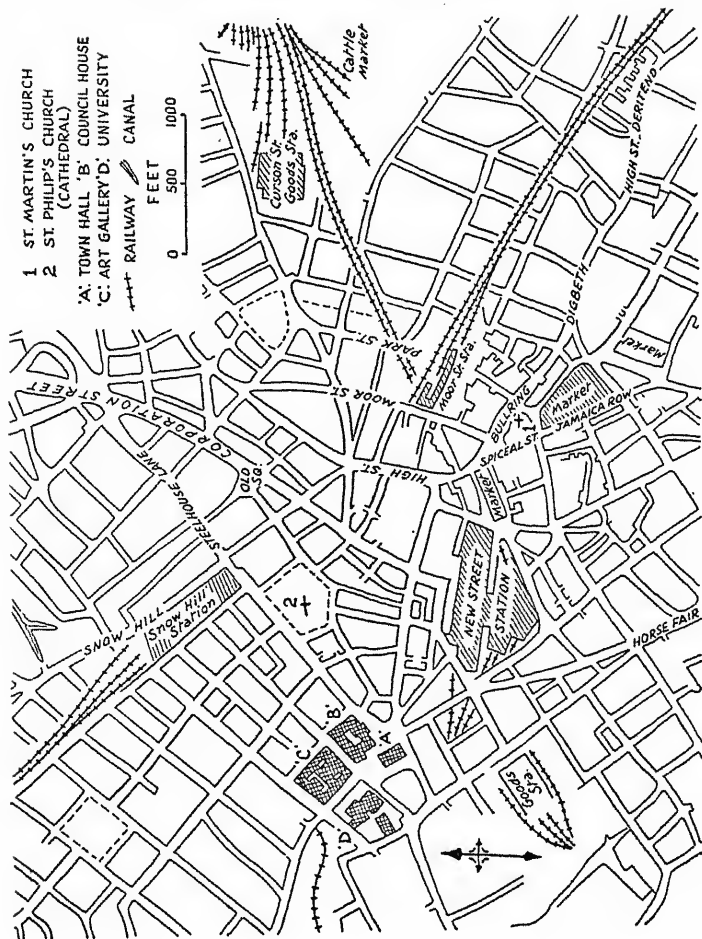 1 ST. MARTIN'S CHURCH
2 ST. PHILIP'S CHURCH
(CATHEDRAL)
'A'. TOWN HALL 'B'. COUNCIL HOUSE
'C'. ART GALLERY 'D'. UNIVERSITY
RAILWAY CANAL
FEET
0 500 1000
Cattle
Market
Curson St.
Goods Sta.
CORPORATION STREET
STEELHOUSE LANE
OLD
SQ.
SNOW HILL
Snow Hill
Station
2
MOOR ST.
PARK ST.
HIGH ST.
Moor St. Sta.
HIGH ST. DERITEND
DIGBETH
Market
BULLRING
1
SPICEAL ST.
Market
JAMAICA ROW
Market
NEW STREET
STATION
HORSE FAIR
'C'.
'B'.
'A'.
'D'.
Goods
Sta.